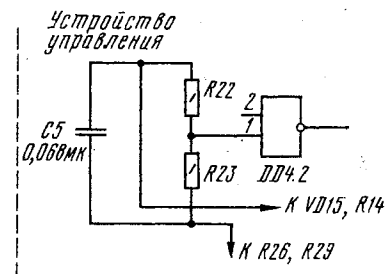 Устройство
управления
R22
2
1
C5
0,068мк
R23
DD4.2
К VD15, R14
К R26, R29